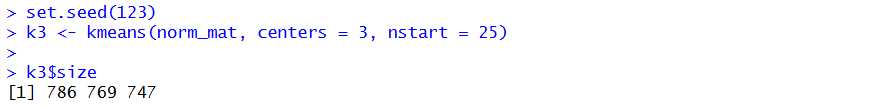 > set.seed(123)
> k3 <- kmeans(norm_mat, centers = 3, nstart = 25)
>
> k3$size
[1] 786 769 747